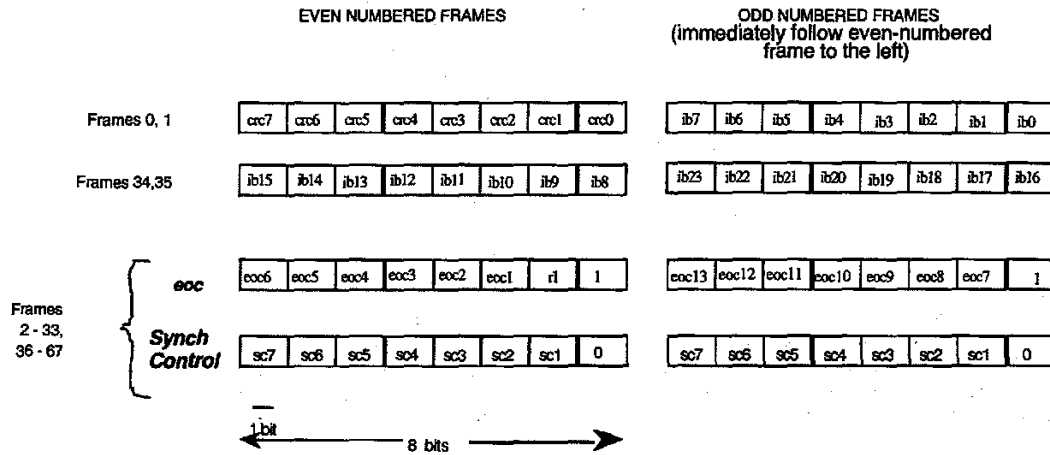 EVEN NUMBERED FRAMES
ODD NUMBERED FRAMES
(immediately follow even-numbered
frame to the left)
Frames 0, 1
crc7 crc6 crc5 crc4 crc3 crc2 crc1 crc0
ib7 ib6 ib5 ib4 ib3 ib2 ib1 ib0
Frames 34,35
ib15 ib14 ib13 ib12 ib11 ib10 ib9 ib8
ib23 ib22 ib21 ib20 ib19 ib18 ib17 ib16
Frames
2 - 33,
36 - 67
eoc
eoc6 eoc5 eoc4 eoc3 eoc2 eoc1 r1 1
eoc13 eoc12 eoc11 eoc10 eoc9 eoc8 eoc7 1
Synch
Control
sc7 sc6 sc5 sc4 sc3 sc2 sc1 0
sc7 sc6 sc5 sc4 sc3 sc2 sc1 0
1 bit
8 bits